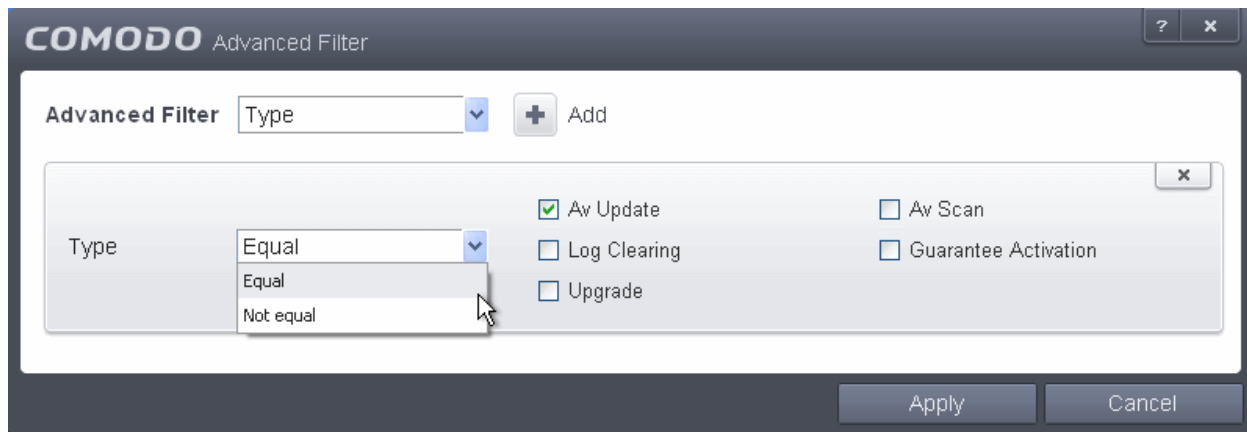 COMODO Advanced Filter
? x
Advanced Filter Type + Add
x
Av Update Av Scan
Type Equal Log Clearing Guarantee Activation
Equal
Upgrade
Not equal
Apply Cancel